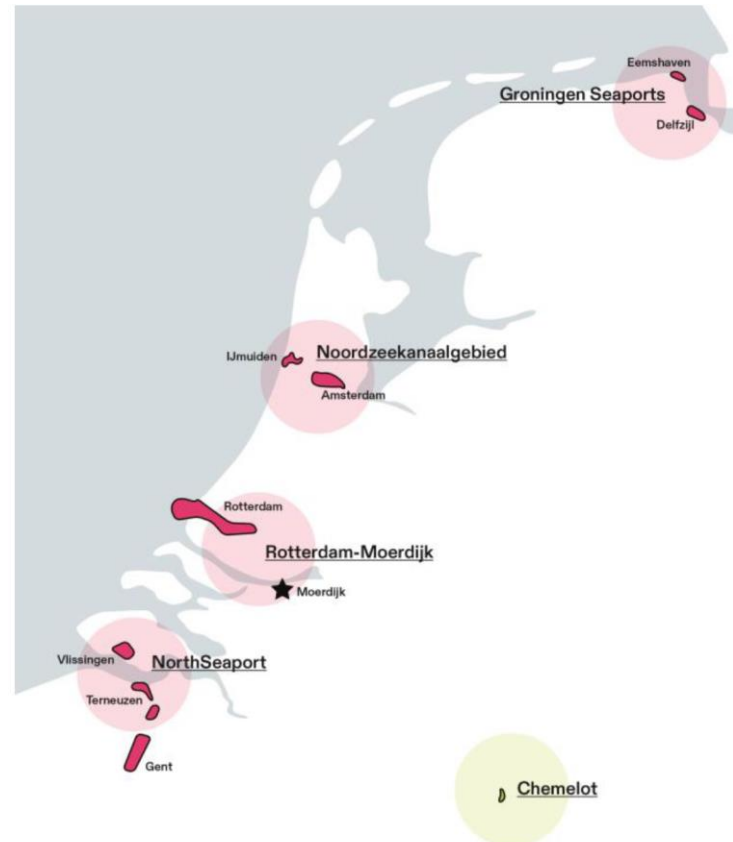 Eemshaven
Groningen Seaports
Delfzijl
IJmuiden
Noordzeekanaalgebied
Amsterdam
Rotterdam
Rotterdam-Moerdijk
Moerdijk
Vlissingen
NorthSeaport
Terneuzen
Gent
Chemelot